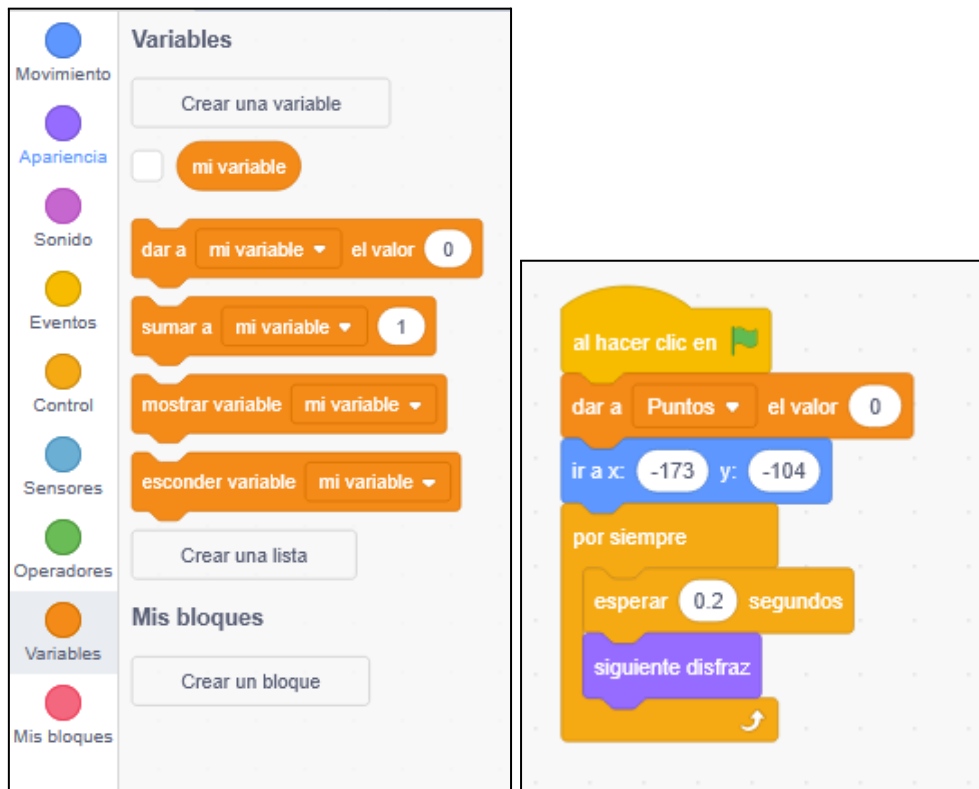 Movimiento
Apariencia
Sonido
Eventos
Control
Sensores
Operadores
Variables
Mis bloques
Variables
Crear una variable
mi variable
dar a mi variable el valor 0
sumar a mi variable 1
mostrar variable mi variable
esconder variable mi variable
Crear una lista
Mis bloques
Crear un bloque
al hacer clic en
dar a Puntos el valor 0
ir a x: -173 y: -104
por siempre
esperar 0.2 segundos
siguiente disfraz